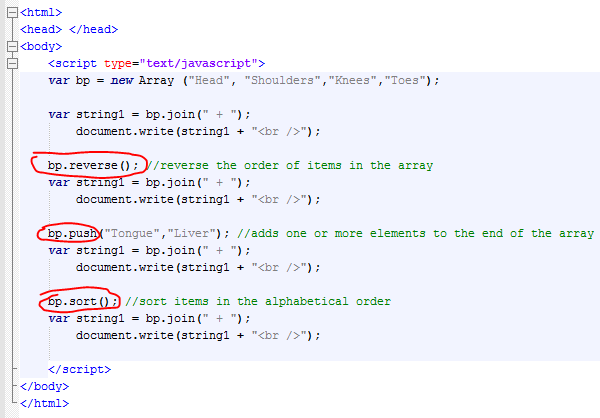 <html>
<head> </head>
<body>
<script type="text/javascript">
var bp = new Array ("Head", "Shoulders","Knees","Toes");
var string1 = bp.join(" + ");
document.write(string1 + "<br />");
bp.reverse(); //reverse the order of items in the array
var string1 = bp.join(" + ");
document.write(string1 + "<br />");
bp.push("Tongue","Liver"); //adds one or more elements to the end of the array
var string1 = bp.join(" + ");
document.write(string1 + "<br />");
bp.sort(); //sort items in the alphabetical order
var string1 = bp.join(" + ");
document.write(string1 + "<br />");
</script>
</body>
</html>